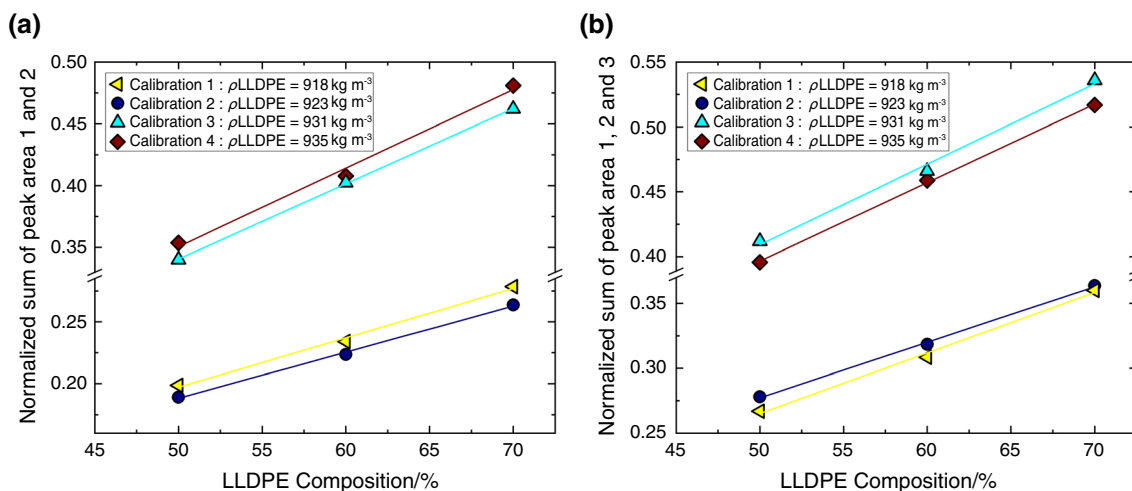 (a)
Normalized sum of peak area 1 and 2
0.50
0.45
0.40
0.35
0.25
0.20
Calibration 1 : ρLLDPE = 918 kg m⁻³
Calibration 2 : ρLLDPE = 923 kg m⁻³
Calibration 3 : ρLLDPE = 931 kg m⁻³
Calibration 4 : ρLLDPE = 935 kg m⁻³
45 50 55 60 65 70
LLDPE Composition/%
(b)
Normalized sum of peak area 1, 2 and 3
0.55
0.50
0.45
0.40
0.35
0.30
0.25
Calibration 1 : ρLLDPE = 918 kg m⁻³
Calibration 2 : ρLLDPE = 923 kg m⁻³
Calibration 3 : ρLLDPE = 931 kg m⁻³
Calibration 4 : ρLLDPE = 935 kg m⁻³
45 50 55 60 65 70
LLDPE Composition/%